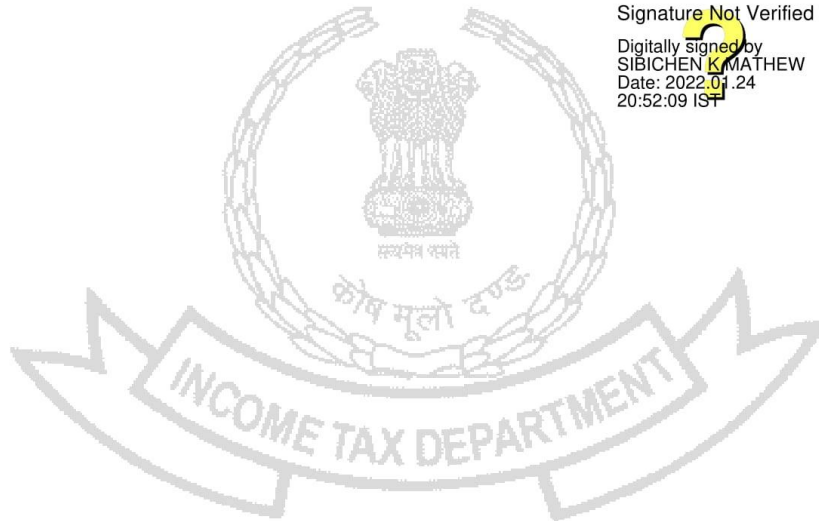 Signature Not Verified
Digitally signed by
SIBICHEN K MATHEW
Date: 2022.01.24
20:52:09 IST
सत्यमेव जयते
कोष मूलो दण्ड:
INCOME TAX DEPARTMENT